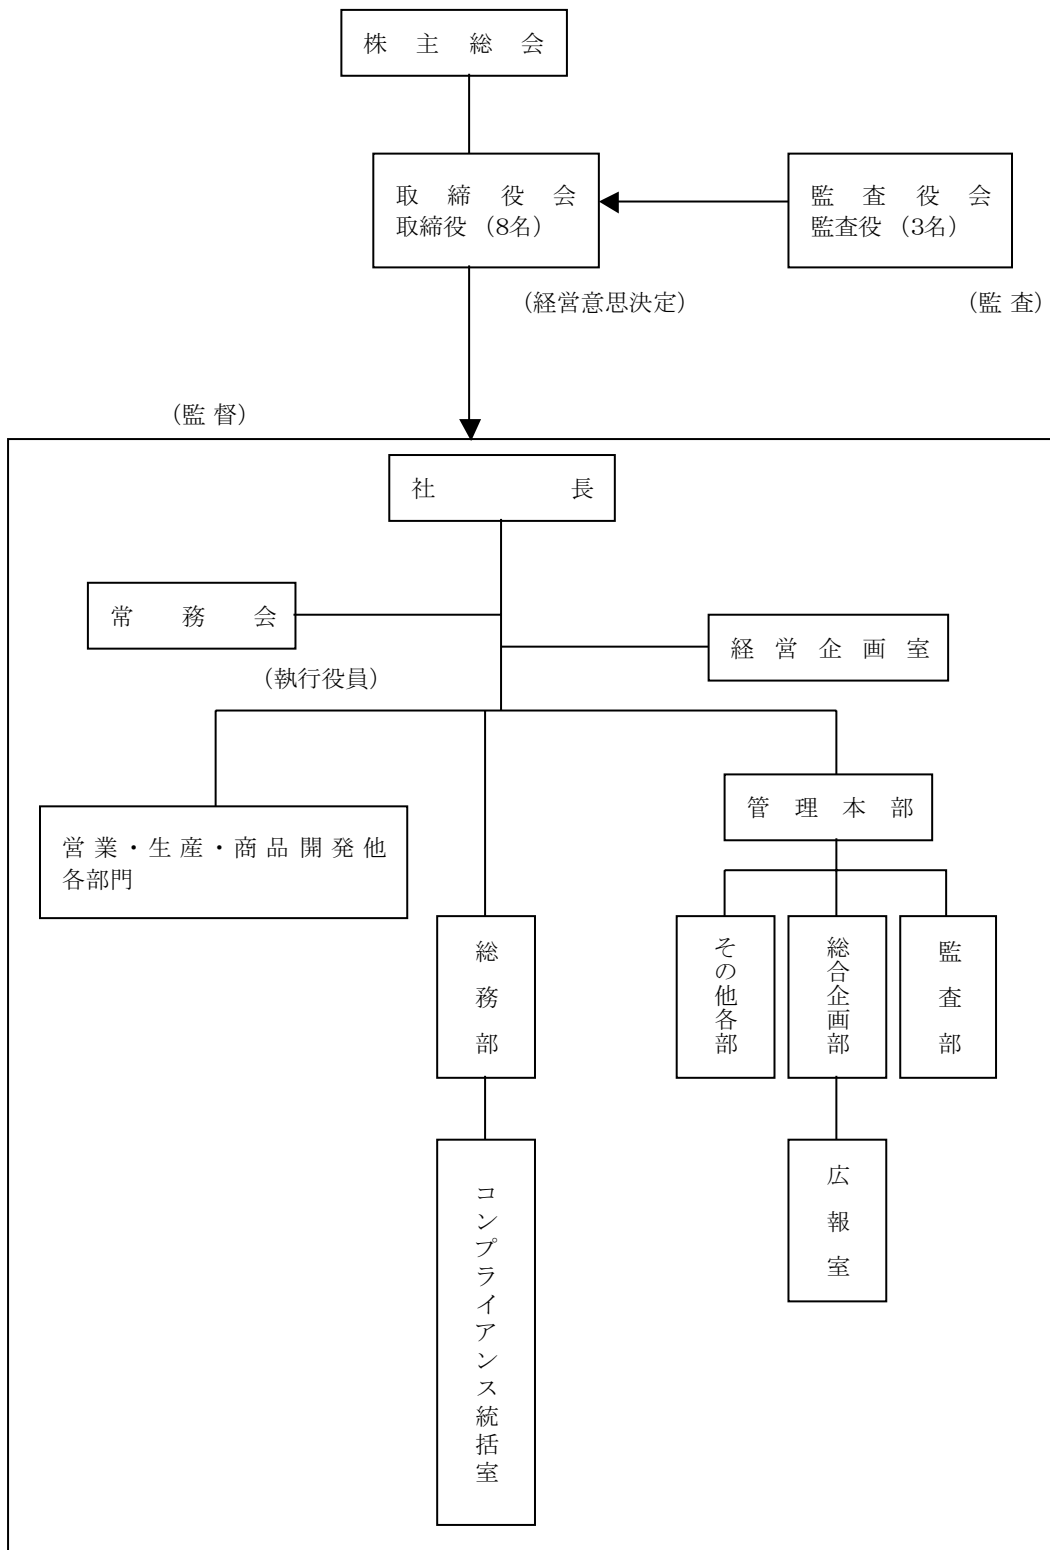 株主総会
取締役会
取締役（8名）
監査役会
監査役（3名）
（経営意思決定）
（監 査）
（監 督）
社長
常務会
経営企画室
（執行役員）
管理本部
営業・生産・商品開発他
各部門
総務部
その他各部
総合企画部
監査部
コンプライアンス統括室
広報室